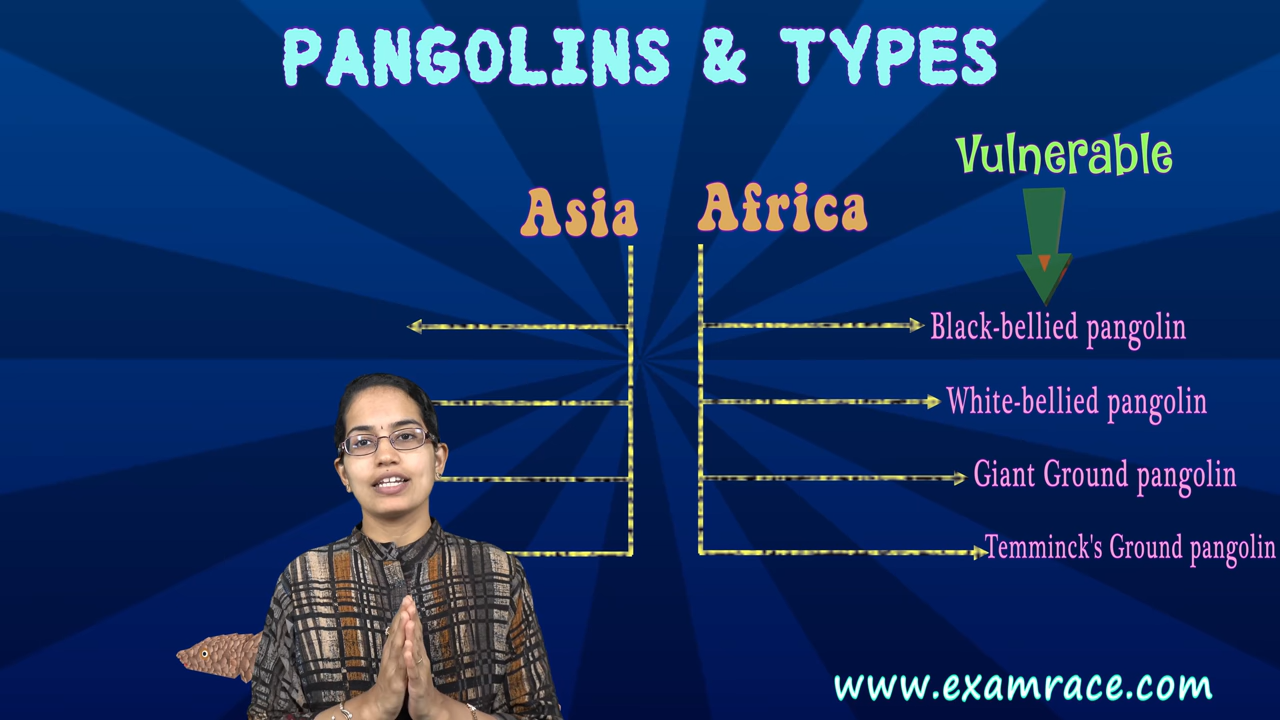 PANGOLINS & TYPES
Vulnerable
Asia
Africa
Black-bellied pangolin
White-bellied pangolin
Giant Ground pangolin
Temminck's Ground pangolin
www.examrace.com